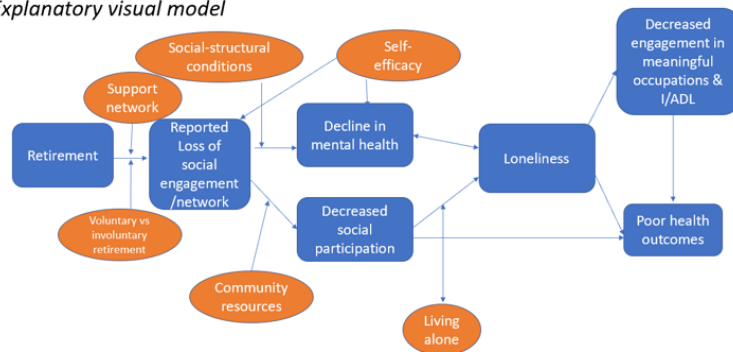 Explanatory visual model
Social-structural
conditions
Self-
efficacy
Decreased
engagement in
meaningful
occupations &
I/ADL
Support
network
Retirement
Reported
Loss of
social
engagement
/network
Decline in
mental health
Loneliness
Voluntary vs
involuntary
retirement
Decreased
social
participation
Poor health
outcomes
Community
resources
Living
alone